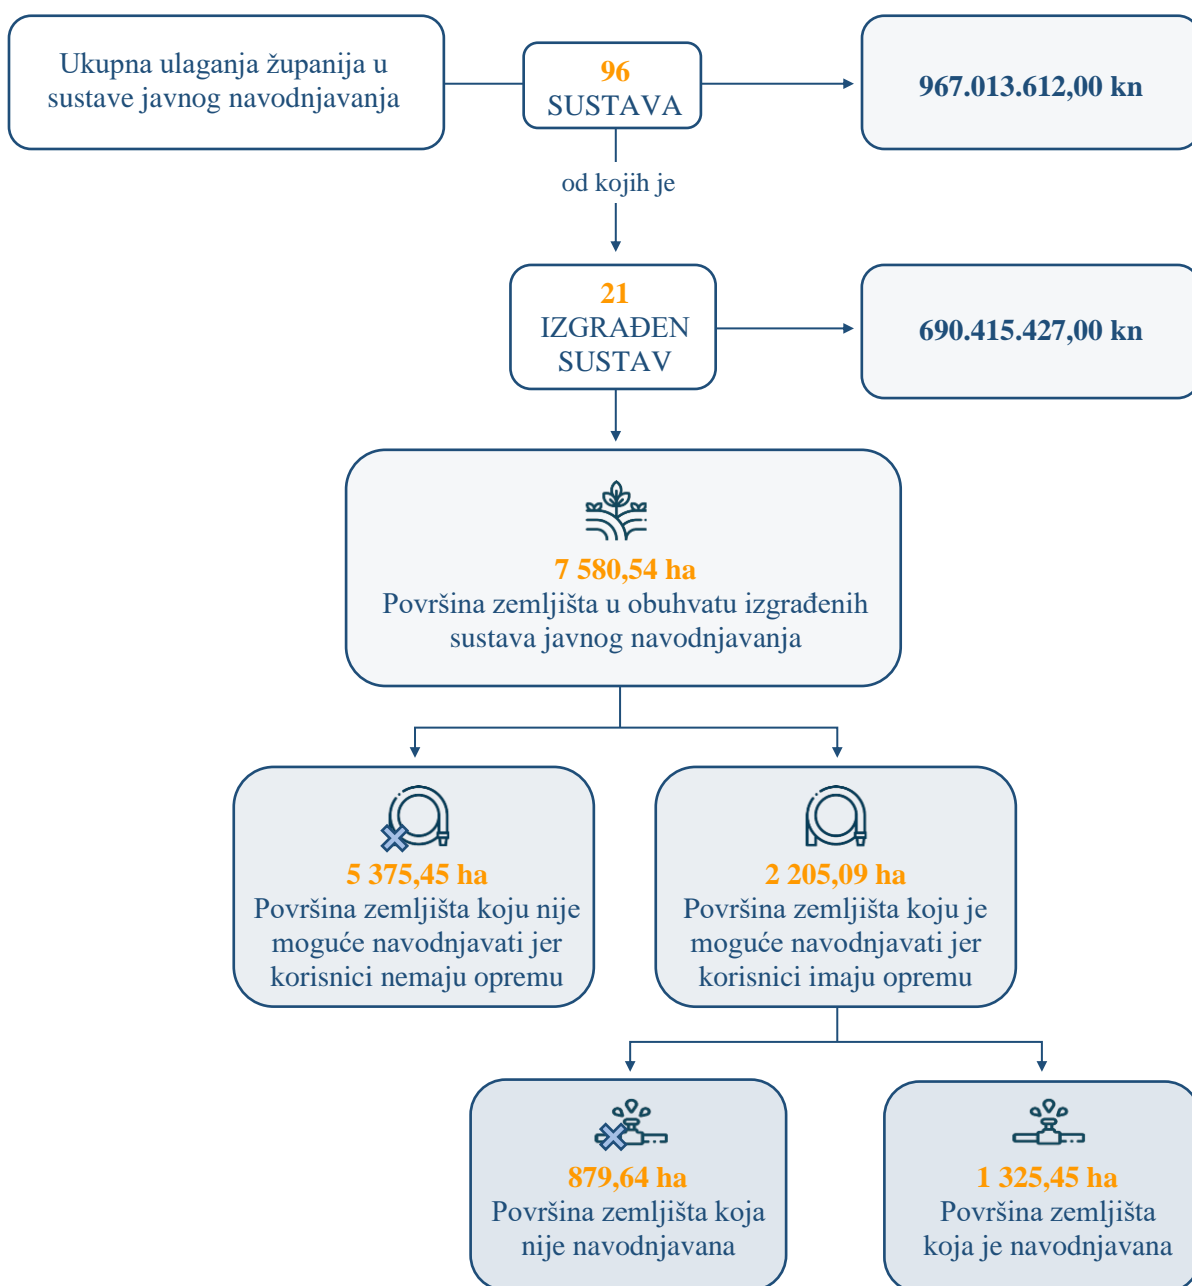 Ukupna ulaganja županija u
sustave javnog navodnjavanja
96
SUSTAVA
967.013.612,00 kn
od kojih je
21
IZGRAĐEN
SUSTAV
690.415.427,00 kn
7 580,54 ha
Površina zemljišta u obuhvatu izgrađenih
sustava javnog navodnjavanja
5 375,45 ha
Površina zemljišta koju nije
moguće navodnjavati jer
korisnici nemaju opremu
2 205,09 ha
Površina zemljišta koju je
moguće navodnjavati jer
korisnici imaju opremu
879,64 ha
Površina zemljišta koja
nije navodnjavana
1 325,45 ha
Površina zemljišta
koja je navodnjavana